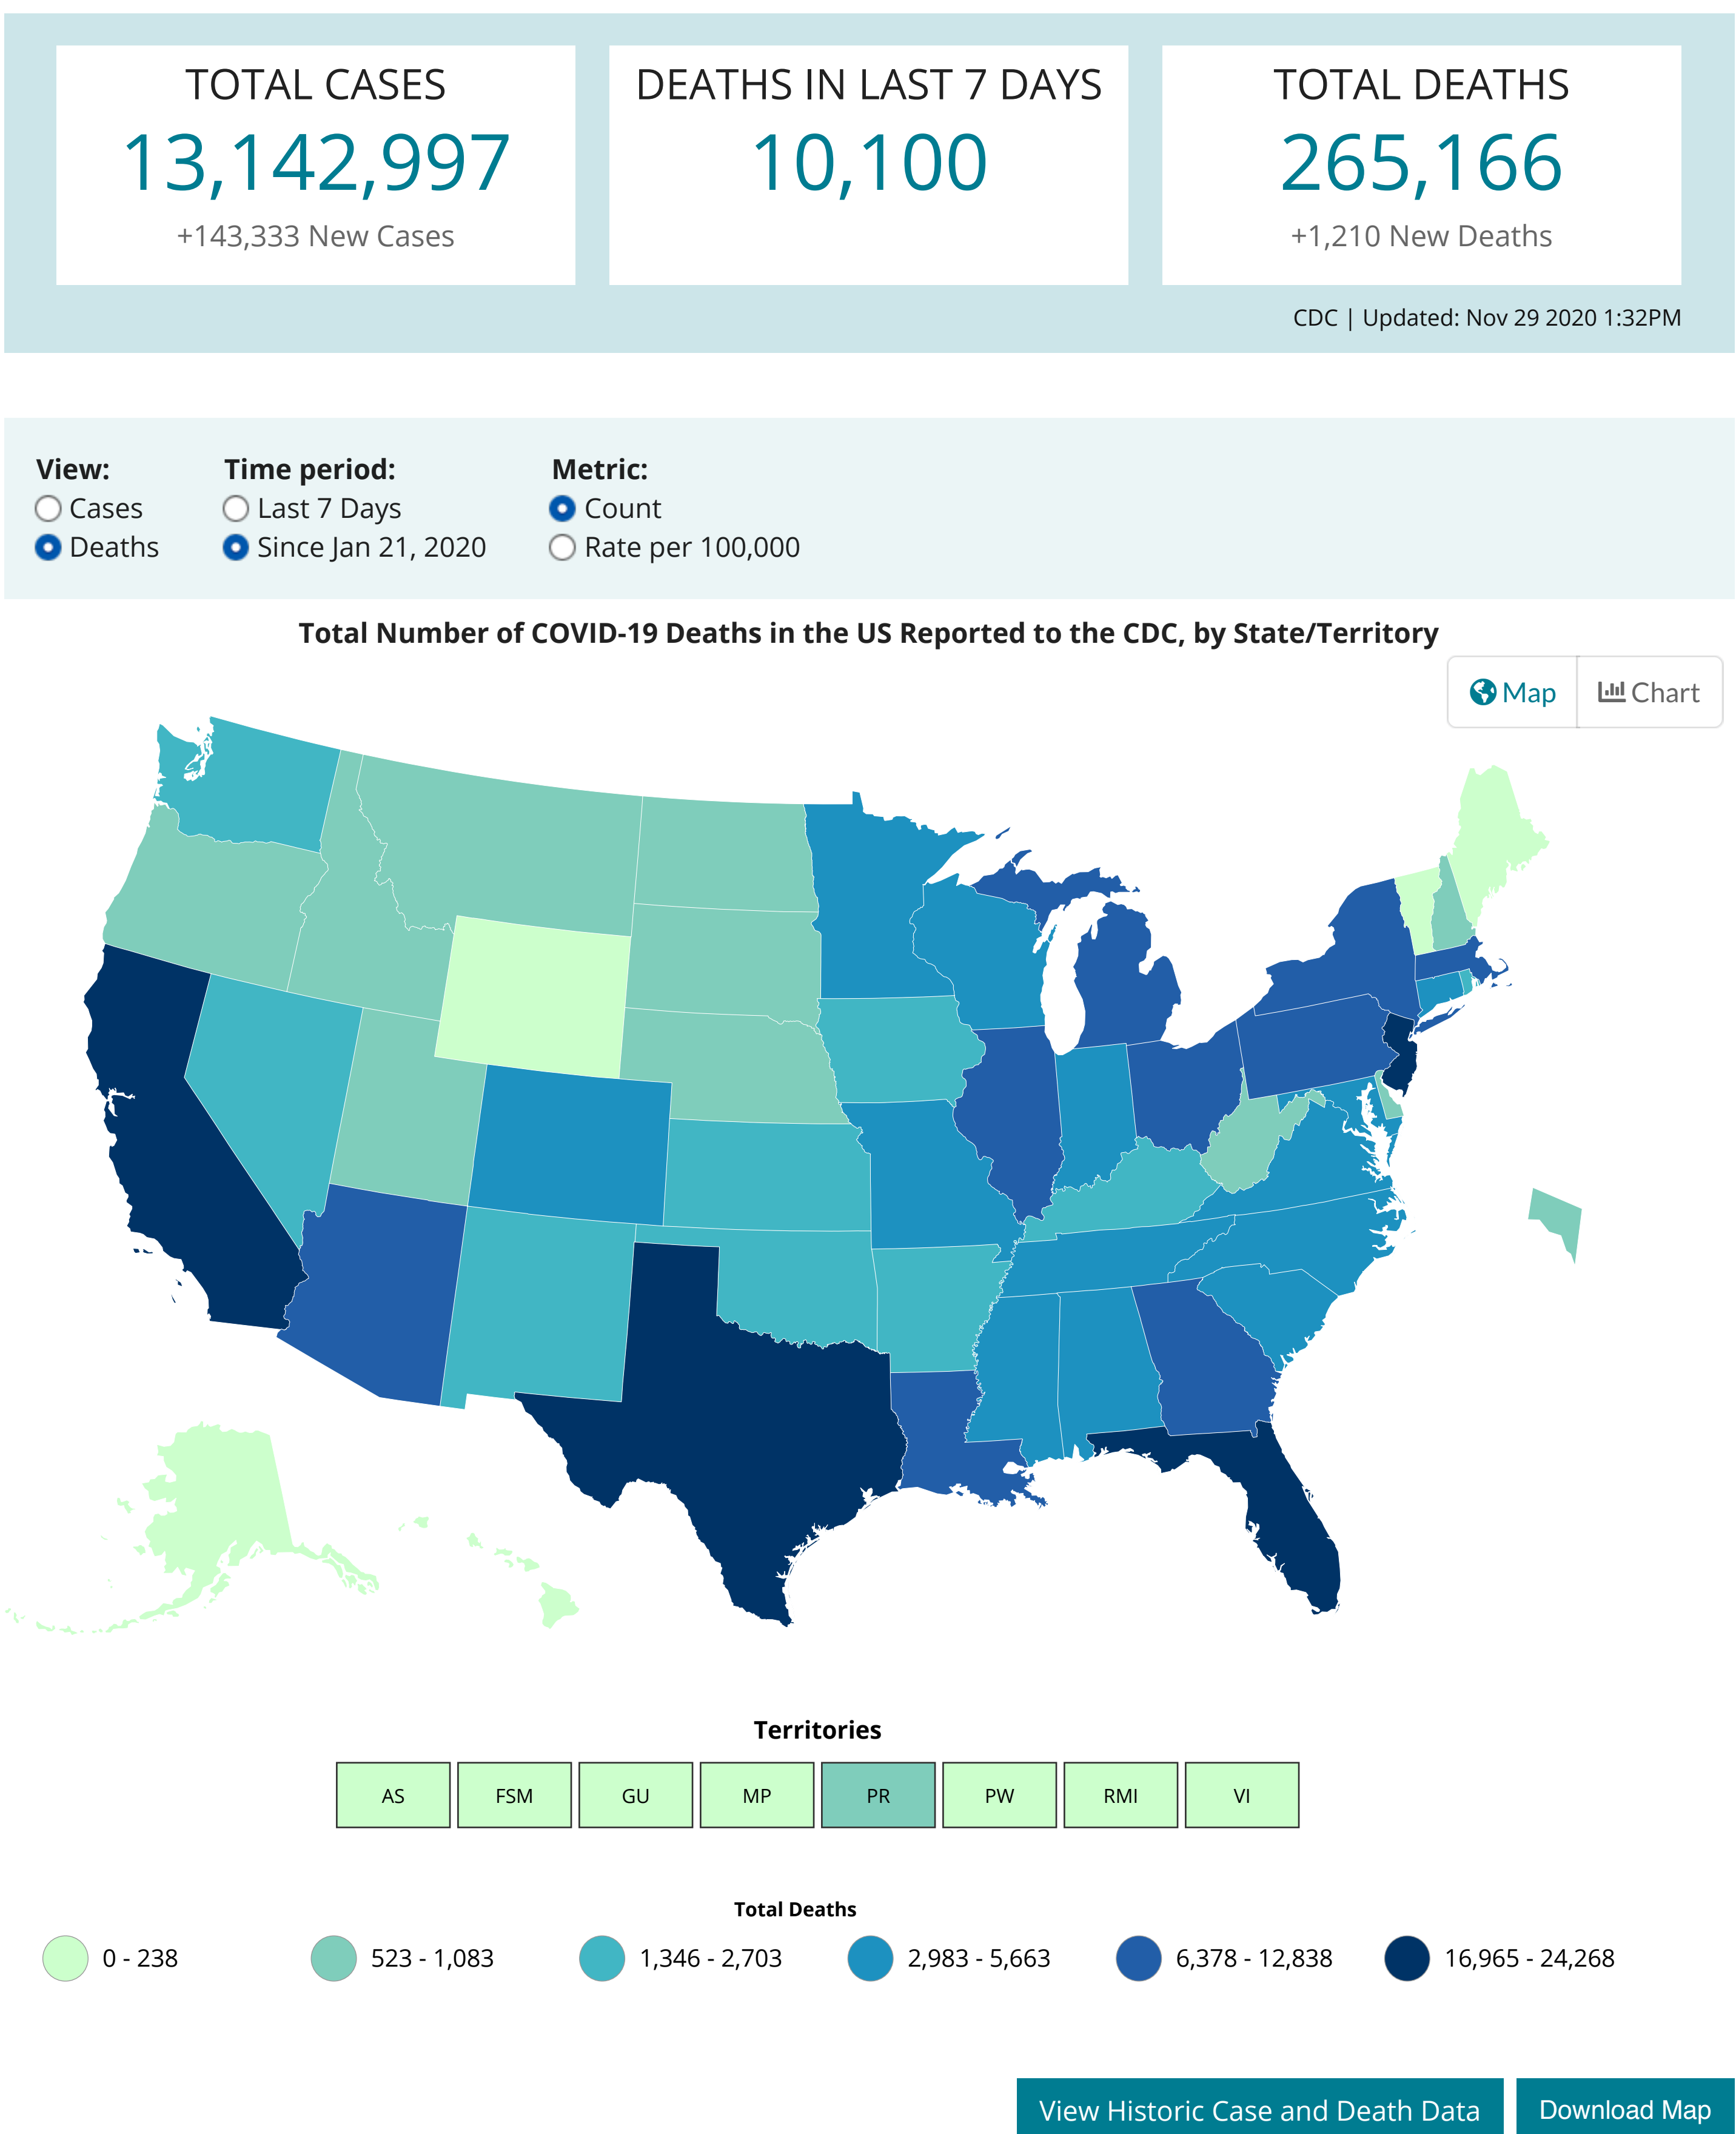 TOTAL CASES
13,142,997
+143,333 New Cases
DEATHS IN LAST 7 DAYS
10,100
TOTAL DEATHS
265,166
+1,210 New Deaths
CDC | Updated: Nov 29 2020 1:32PM
View:
Cases
Deaths
Time period:
Last 7 Days
Since Jan 21, 2020
Metric:
Count
Rate per 100,000
Total Number of COVID-19 Deaths in the US Reported to the CDC, by State/Territory
Map
Chart
Territories
AS
FSM
GU
MP
PR
PW
RMI
VI
Total Deaths
0 - 238
523 - 1,083
1,346 - 2,703
2,983 - 5,663
6,378 - 12,838
16,965 - 24,268
View Historic Case and Death Data
Download Map